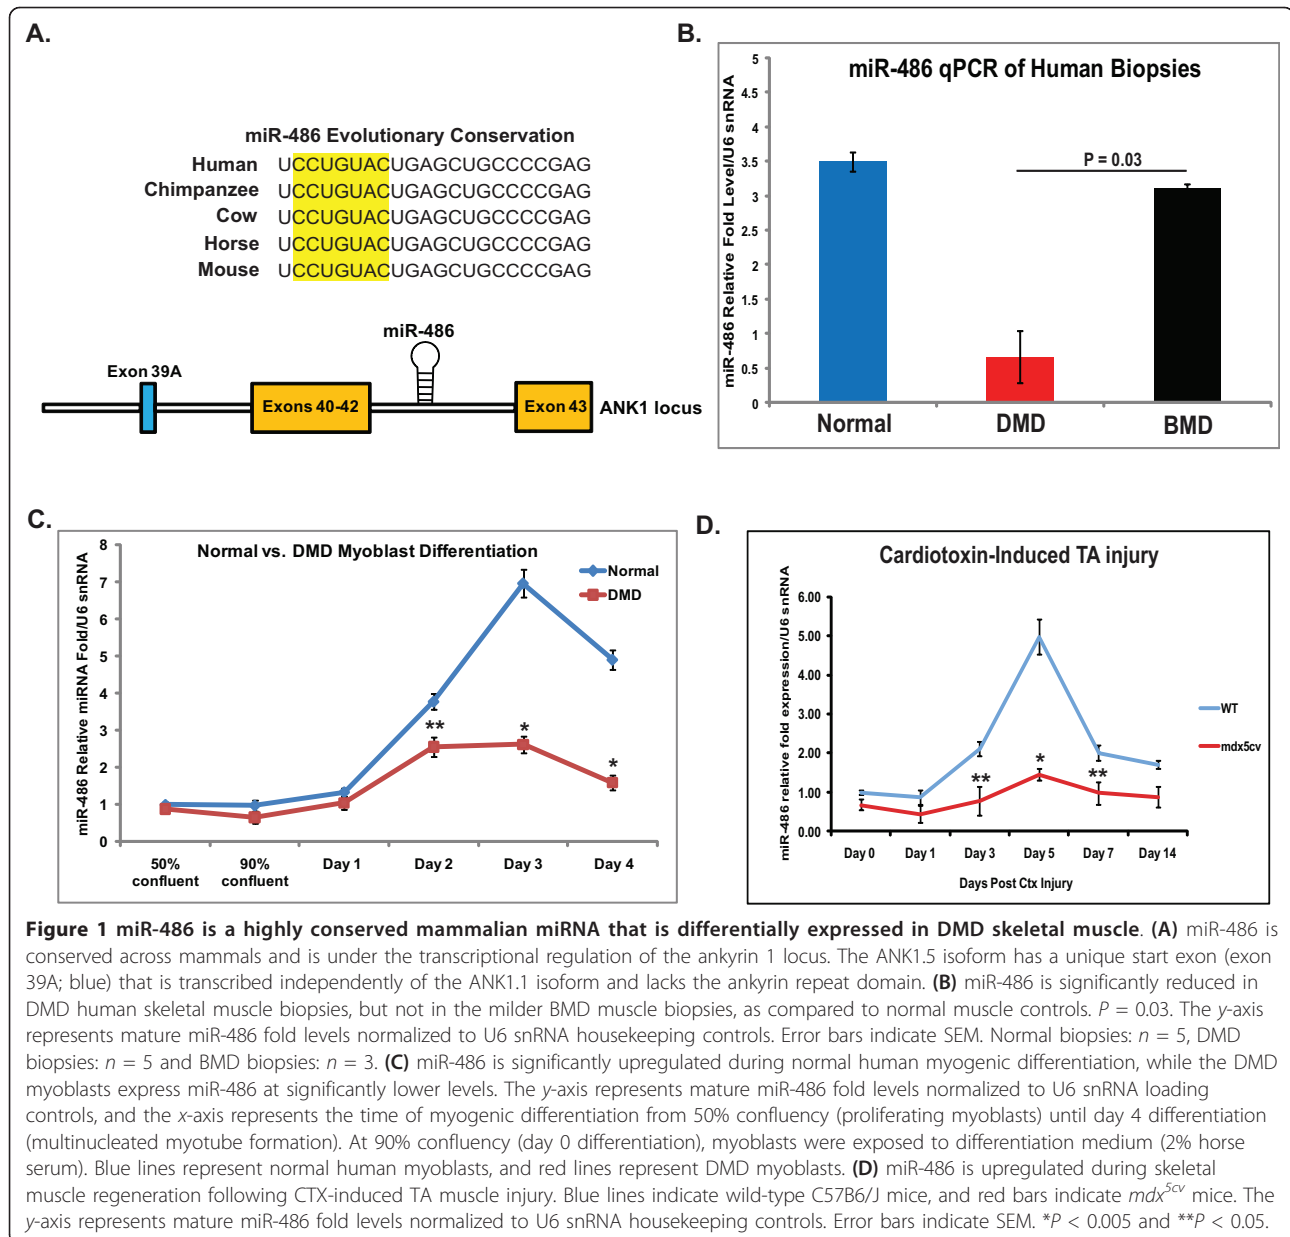 A.
miR-486 Evolutionary Conservation
Human UCCUGUACUGAGCUGCCCCGAG
Chimpanzee UCCUGUACUGAGCUGCCCCGAG
Cow UCCUGUACUGAGCUGCCCCGAG
Horse UCCUGUACUGAGCUGCCCCGAG
Mouse UCCUGUACUGAGCUGCCCCGAG
miR-486
Exon 39A
Exons 40-42
Exon 43
ANK1 locus
B.
miR-486 qPCR of Human Biopsies
miR-486 Relative Fold Level/U6 snRNA
5
4.5
4
3.5
3
2.5
2
1.5
1
0.5
0
P = 0.03
Normal DMD BMD
C.
Normal vs. DMD Myoblast Differentiation
miR-486 Relative miRNA Fold/U6 snRNA
8
7
6
5
4
3
2
1
0
Normal
DMD
**
*
*
50% confluent
90% confluent
Day 1
Day 2
Day 3
Day 4
D.
Cardiotoxin-Induced TA injury
miR-486 relative fold expression/U6 snRNA
6.00
5.00
4.00
3.00
2.00
1.00
0.00
WT
mdx5cv
**
*
**
Day 0 Day 1 Day 3 Day 5 Day 7 Day 14
Days Post Ctx Injury
Figure 1 miR-486 is a highly conserved mammalian miRNA that is differentially expressed in DMD skeletal muscle. (A) miR-486 is
conserved across mammals and is under the transcriptional regulation of the ankyrin 1 locus. The ANK1.5 isoform has a unique start exon (exon
39A; blue) that is transcribed independently of the ANK1.1 isoform and lacks the ankyrin repeat domain. (B) miR-486 is significantly reduced in
DMD human skeletal muscle biopsies, but not in the milder BMD muscle biopsies, as compared to normal muscle controls. P = 0.03. The y-axis
represents mature miR-486 fold levels normalized to U6 snRNA housekeeping controls. Error bars indicate SEM. Normal biopsies: n = 5, DMD
biopsies: n = 5 and BMD biopsies: n = 3. (C) miR-486 is significantly upregulated during normal human myogenic differentiation, while the DMD
myoblasts express miR-486 at significantly lower levels. The y-axis represents mature miR-486 fold levels normalized to U6 snRNA loading
controls, and the x-axis represents the time of myogenic differentiation from 50% confluency (proliferating myoblasts) until day 4 differentiation
(multinucleated myotube formation). At 90% confluency (day 0 differentiation), myoblasts were exposed to differentiation medium (2% horse
serum). Blue lines represent normal human myoblasts, and red lines represent DMD myoblasts. (D) miR-486 is upregulated during skeletal
muscle regeneration following CTX-induced TA muscle injury. Blue lines indicate wild-type C57B6/J mice, and red bars indicate mdx5cv mice. The
y-axis represents mature miR-486 fold levels normalized to U6 snRNA housekeeping controls. Error bars indicate SEM. *P < 0.005 and **P < 0.05.